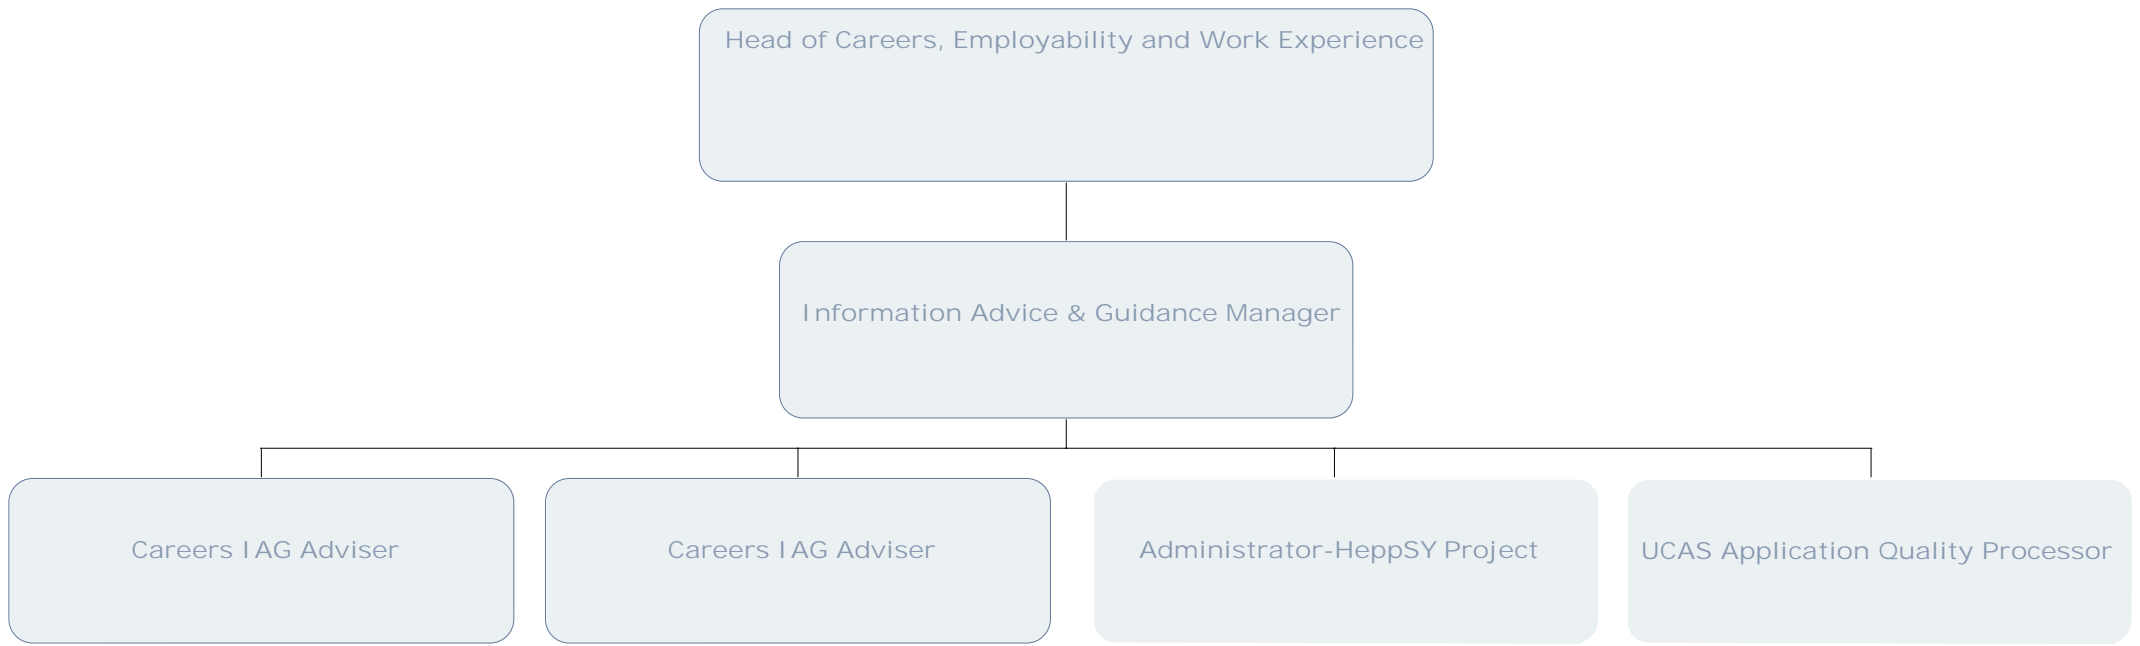 Head of Careers, Employability and Work Experience
Information Advice & Guidance Manager
Careers IAG Adviser
Careers IAG Adviser
Administrator-HeppSY Project
UCAS Application Quality Processor